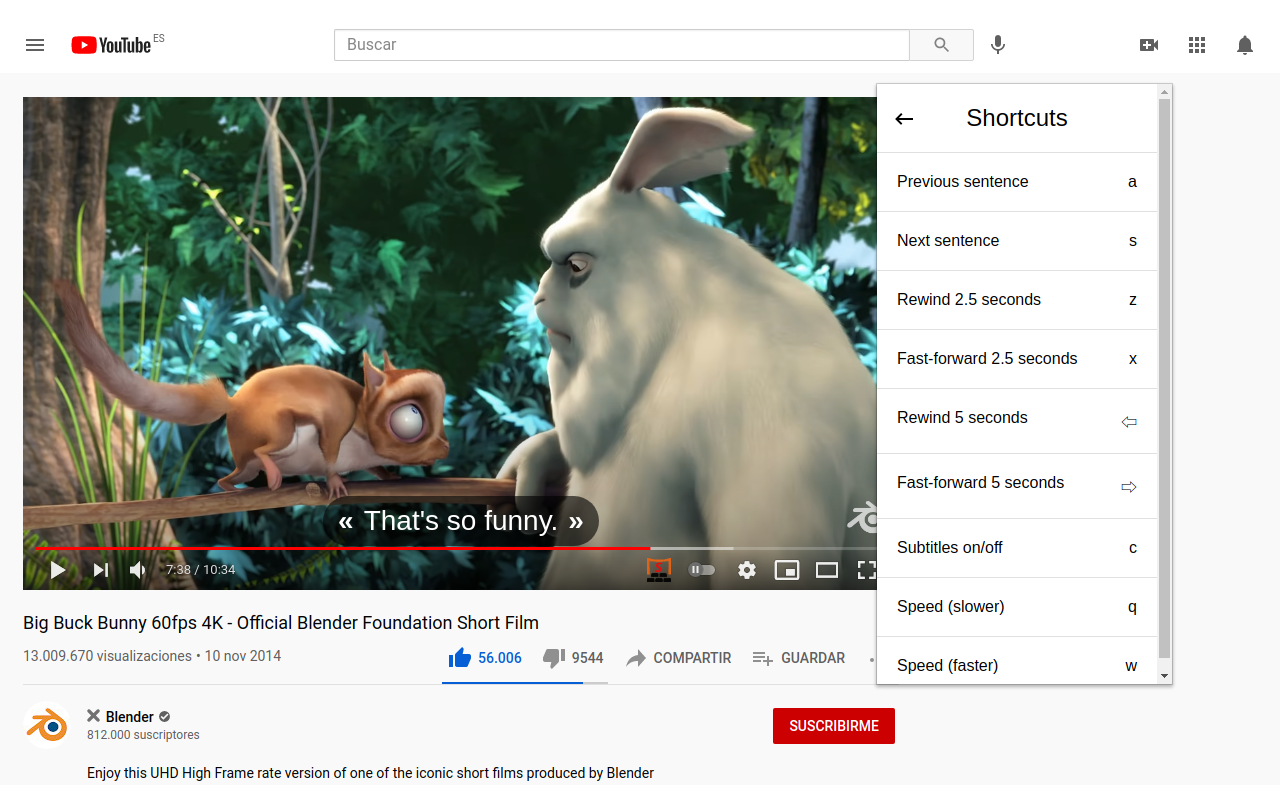 YouTube ES
Buscar
Shortcuts
Previous sentence a
Next sentence s
Rewind 2.5 seconds z
Fast-forward 2.5 seconds x
Rewind 5 seconds ⇦
Fast-forward 5 seconds ⇨
Subtitles on/off c
Speed (slower) q
Speed (faster) w
« That's so funny. »
7:38 / 10:34
Big Buck Bunny 60fps 4K - Official Blender Foundation Short Film
13.009.670 visualizaciones • 10 nov 2014
56.006 9544 COMPARTIR GUARDAR
Blender
812.000 suscriptores
SUSCRIBIRME
Enjoy this UHD High Frame rate version of one of the iconic short films produced by Blender